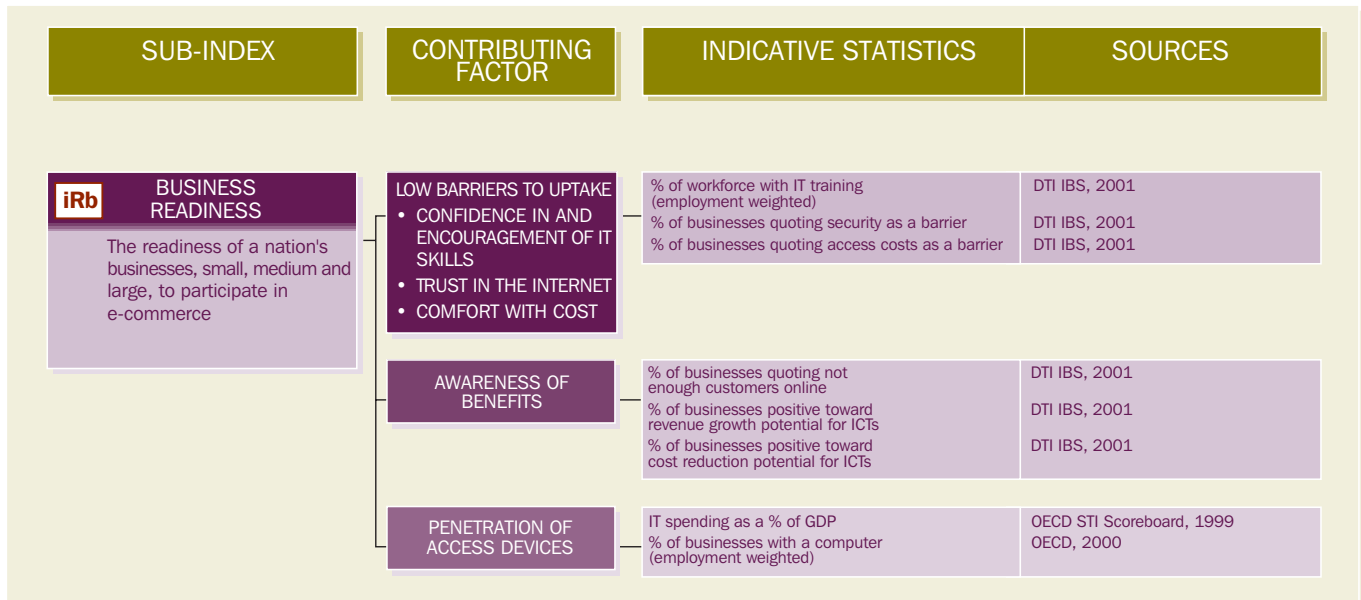 SUB-INDEX
CONTRIBUTING
FACTOR
INDICATIVE STATISTICS
SOURCES
iRb
BUSINESS
READINESS
The readiness of a nation's
businesses, small, medium and
large, to participate in
e-commerce
LOW BARRIERS TO UPTAKE
• CONFIDENCE IN AND
ENCOURAGEMENT OF IT
SKILLS
• TRUST IN THE INTERNET
• COMFORT WITH COST
% of workforce with IT training
(employment weighted)
DTI IBS, 2001
% of businesses quoting security as a barrier
DTI IBS, 2001
% of businesses quoting access costs as a barrier
DTI IBS, 2001
AWARENESS OF
BENEFITS
% of businesses quoting not
enough customers online
DTI IBS, 2001
% of businesses positive toward
revenue growth potential for ICTs
DTI IBS, 2001
% of businesses positive toward
cost reduction potential for ICTs
DTI IBS, 2001
PENETRATION OF
ACCESS DEVICES
IT spending as a % of GDP
OECD STI Scoreboard, 1999
% of businesses with a computer
(employment weighted)
OECD, 2000